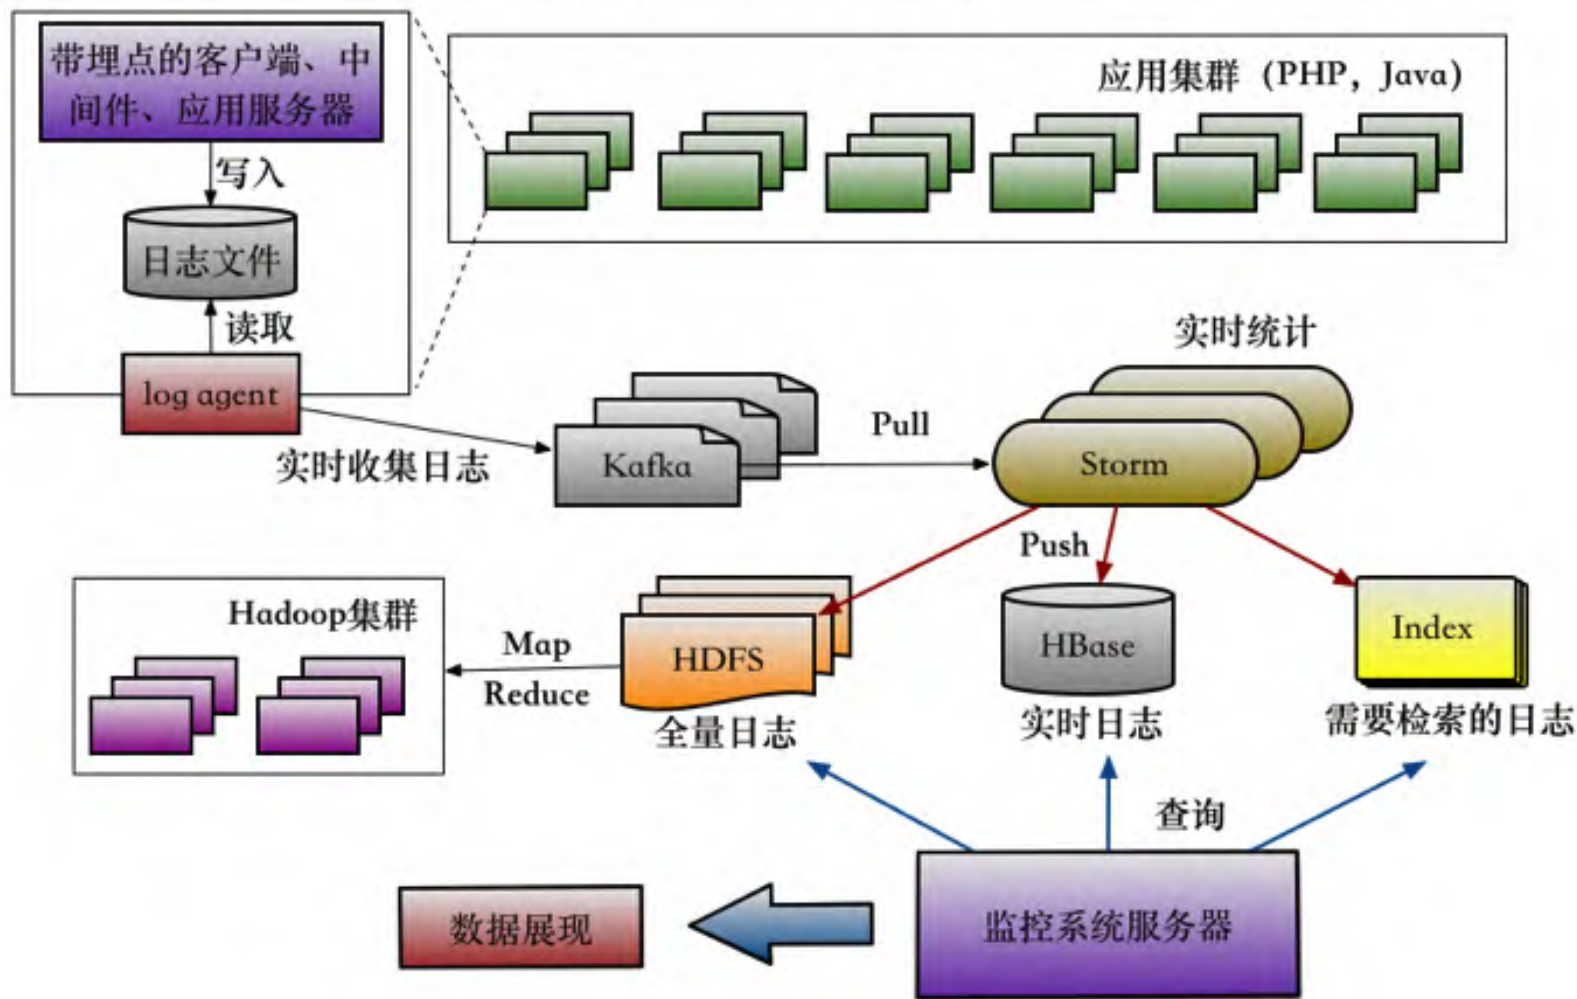 带埋点的客户端、中
间件、应用服务器
写入
日志文件
读取
log agent
应用集群（PHP，Java）
实时收集日志
Kafka
Pull
实时统计
Storm
Push
Hadoop集群
Map
Reduce
HDFS
全量日志
HBase
实时日志
Index
需要检索的日志
查询
数据展现
监控系统服务器